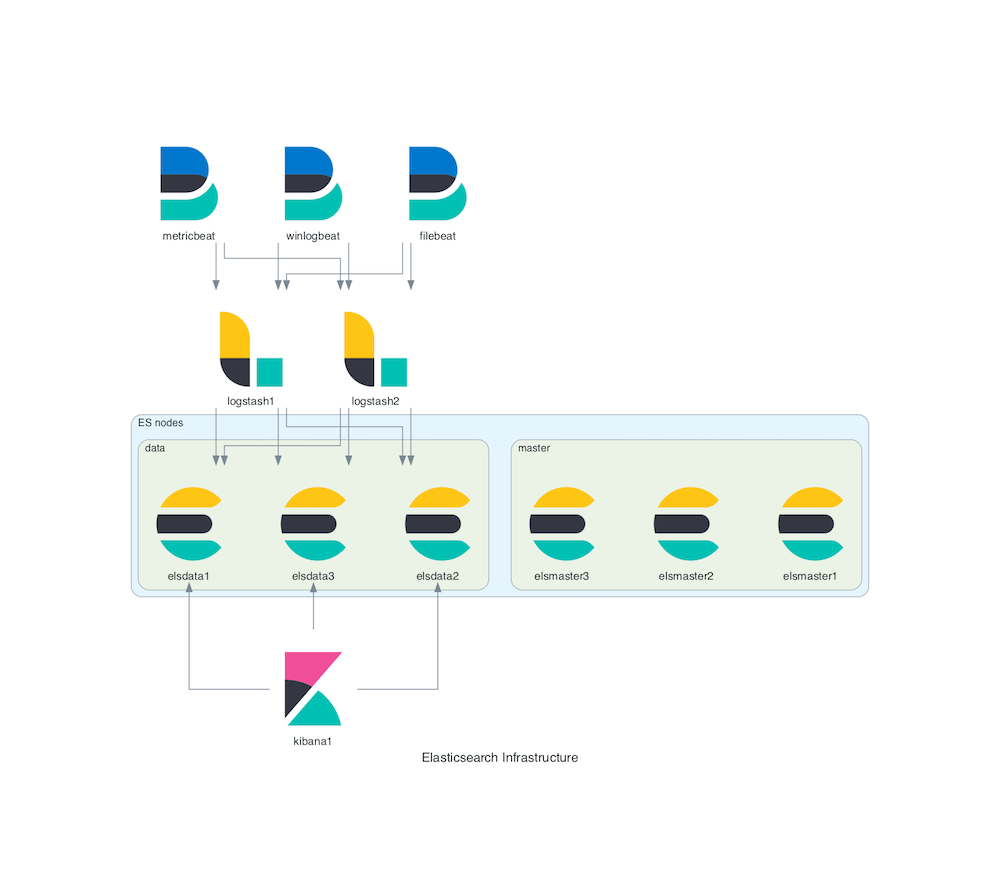 metricbeat
winlogbeat
filebeat
logstash1
logstash2
ES nodes
data
master
elsdata1
elsdata3
elsdata2
elsmaster3
elsmaster2
elsmaster1
kibana1
Elasticsearch Infrastructure